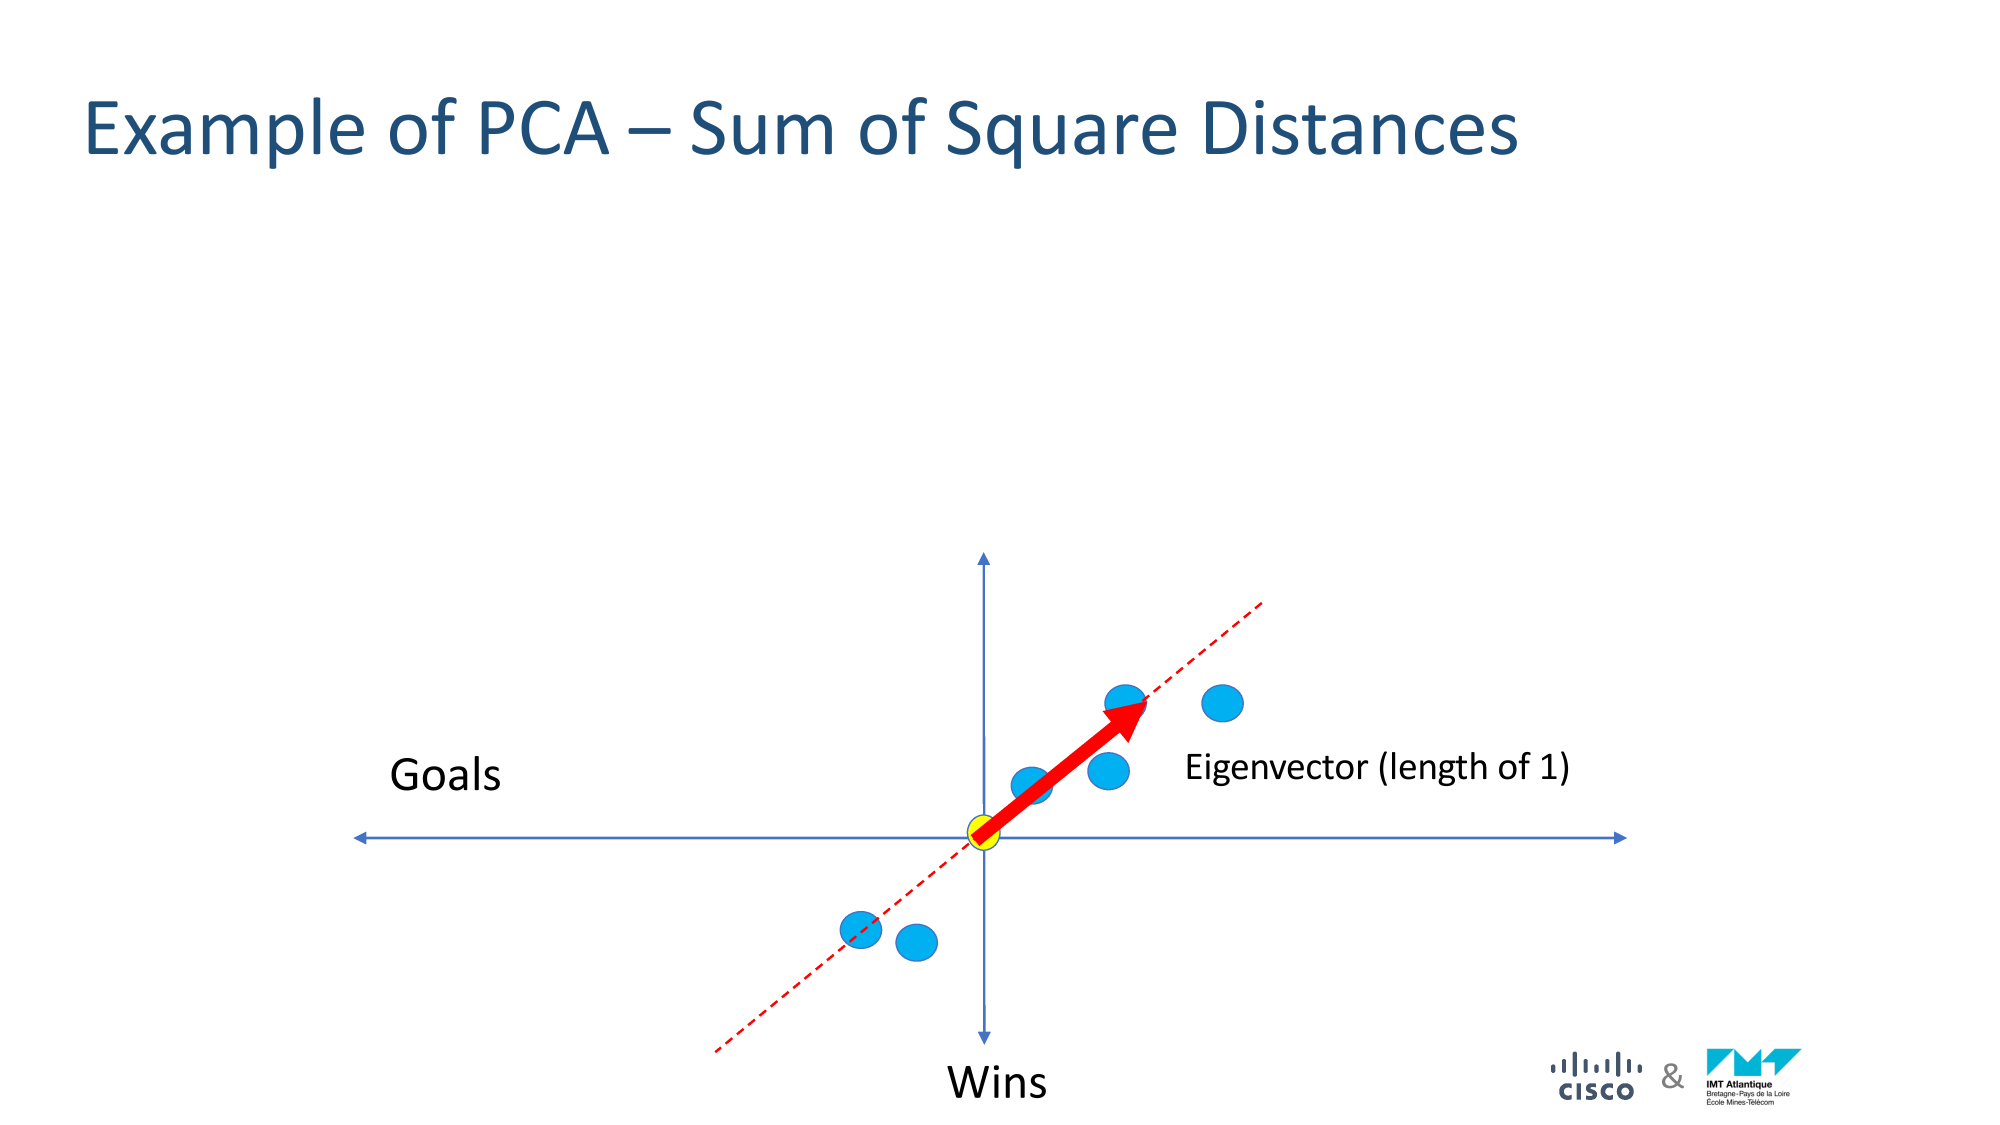 Example of PCA – Sum of Square Distances
Goals
Eigenvector (length of 1)
Wins
CISCO
&
IMT Atlantique
Bretagne-Pays de la Loire
École Mines-Télécom